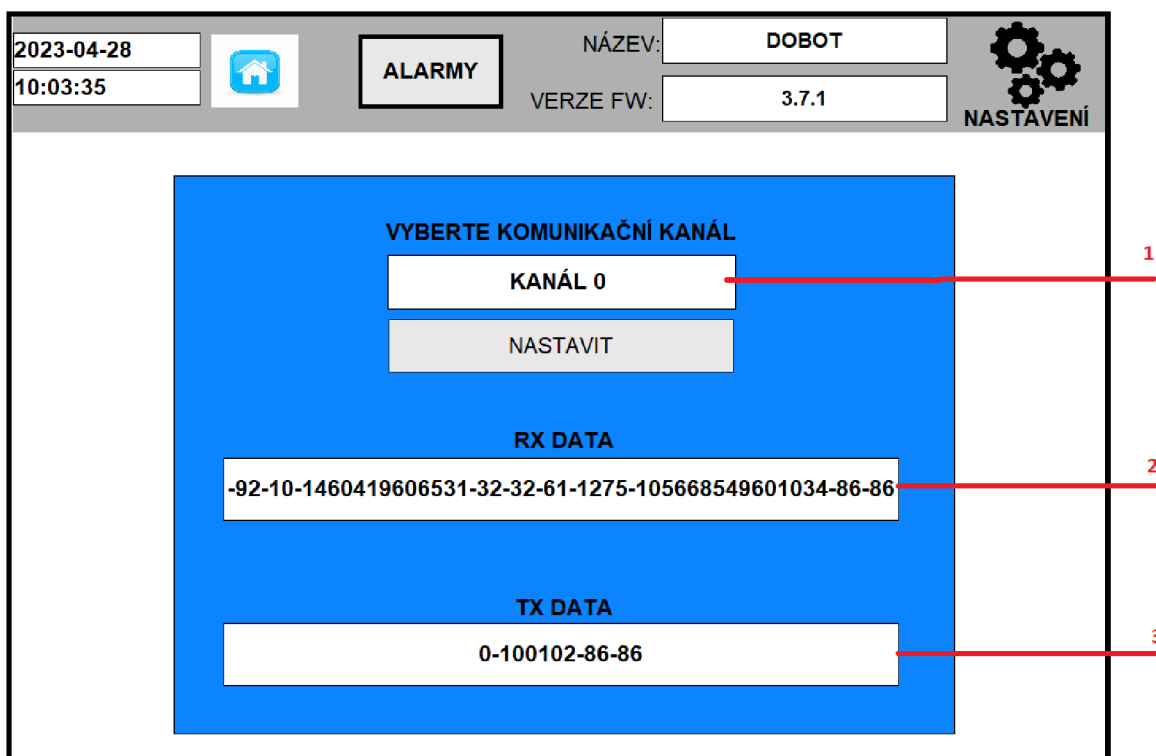 2023-04-28
10:03:35
ALARMY
NÁZEV:
DOBOT
VERZE FW:
3.7.1
NASTAVENÍ
VYBERTE KOMUNIKAČNÍ KANÁL
KANÁL 0
1
NASTAVIT
RX DATA
-92-10-1460419606531-32-32-61-1275-105668549601034-86-86
2
TX DATA
0-100102-86-86
3